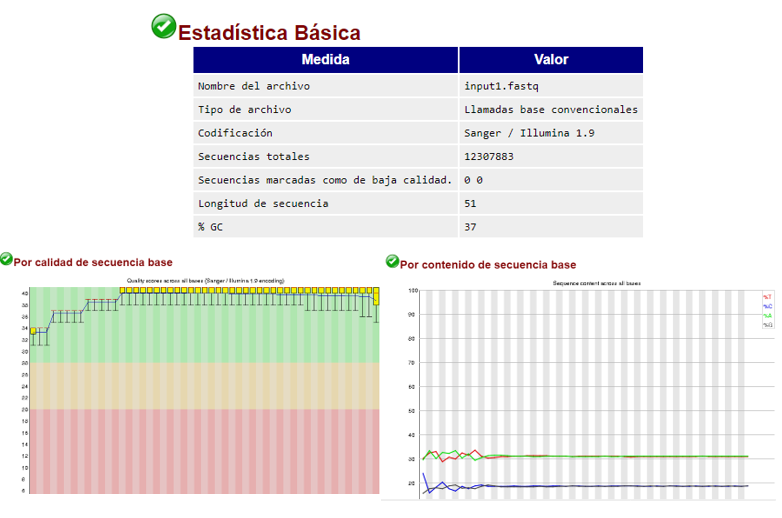 Estadística Básica
Medida Valor
Nombre del archivo input1.fastq
Tipo de archivo Llamadas base convencionales
Codificación Sanger / Illumina 1.9
Secuencias totales 12307883
Secuencias marcadas como de baja calidad. 0 0
Longitud de secuencia 51
% GC 37
Por calidad de secuencia base
Quality scores across all bases (Sanger / Illumina 1.9 encoding)
40
38
36
34
32
30
28
26
24
22
20
18
16
14
12
10
8
6
Por contenido de secuencia base
Sequence content across all bases
100
90
80
70
60
50
40
30
20
%T
%C
%A
%G